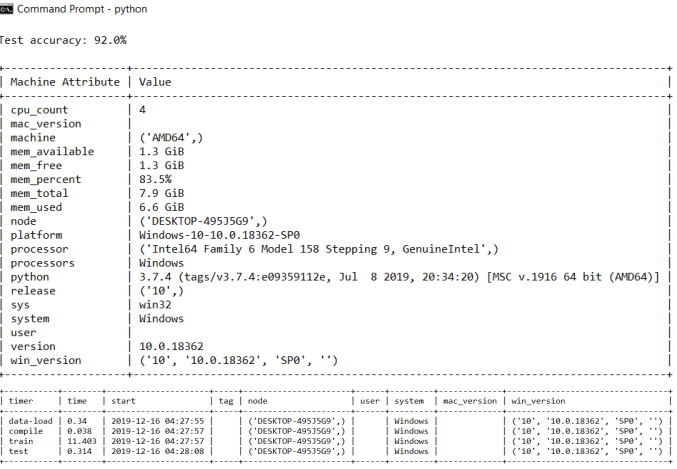 Command Prompt - python
Test accuracy: 92.0%
+--------------------+--------------------------------------------------------------------------------------+
| Machine Attribute | Value |
+--------------------+--------------------------------------------------------------------------------------+
| cpu_count | 4 |
| mac_version | |
| machine | ('AMD64',) |
| mem_available | 1.3 GiB |
| mem_free | 1.3 GiB |
| mem_percent | 83.5% |
| mem_total | 7.9 GiB |
| mem_used | 6.6 GiB |
| node | ('DESKTOP-495J5G9',) |
| platform | Windows-10-10.0.18362-SP0 |
| processor | ('Intel64 Family 6 Model 158 Stepping 9, GenuineIntel',) |
| processors | Windows |
| python | 3.7.4 (tags/v3.7.4:e09359112e, Jul  8 2019, 20:34:20) [MSC v.1916 64 bit (AMD64)] |
| release | ('10',) |
| sys | win32 |
| system | Windows |
| user | |
| version | 10.0.18362 |
| win_version | ('10', '10.0.18362', 'SP0', '') |
+--------------------+--------------------------------------------------------------------------------------+
| timer | time | start | tag | node | user | system | mac_version | win_version |
| data-load | 0.34 | 2019-12-16 04:27:55 | | ('DESKTOP-495J5G9',) | | Windows | | ('10', '10.0.18362', 'SP0', '') |
| compile | 0.038 | 2019-12-16 04:27:57 | | ('DESKTOP-495J5G9',) | | Windows | | ('10', '10.0.18362', 'SP0', '') |
| train | 11.403 | 2019-12-16 04:27:57 | | ('DESKTOP-495J5G9',) | | Windows | | ('10', '10.0.18362', 'SP0', '') |
| test | 0.314 | 2019-12-16 04:28:08 | | ('DESKTOP-495J5G9',) | | Windows | | ('10', '10.0.18362', 'SP0', '') |